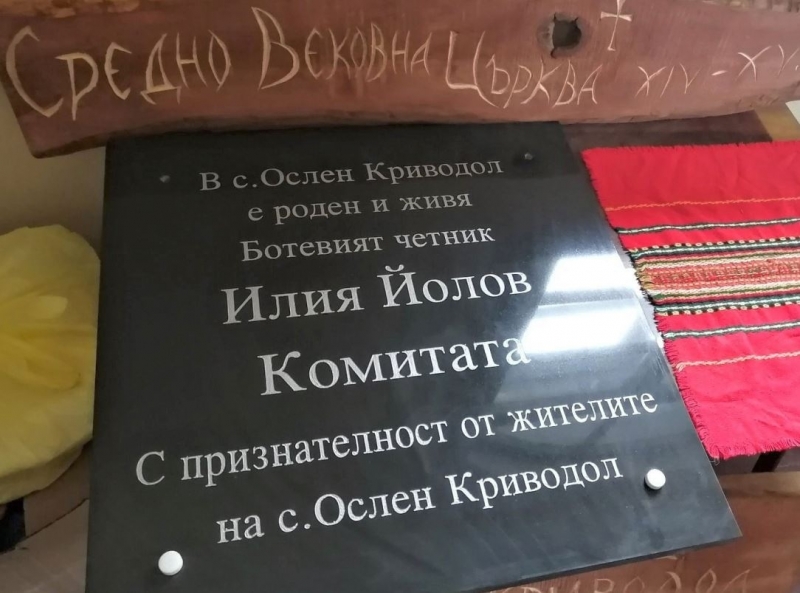 Средно Вековна Църква XIV - XV
В с.Ослен Криводол
е роден и живя
Ботевият четник
Илия Йолов
Комитата
С признателност от жителите
на с.Ослен Криводол